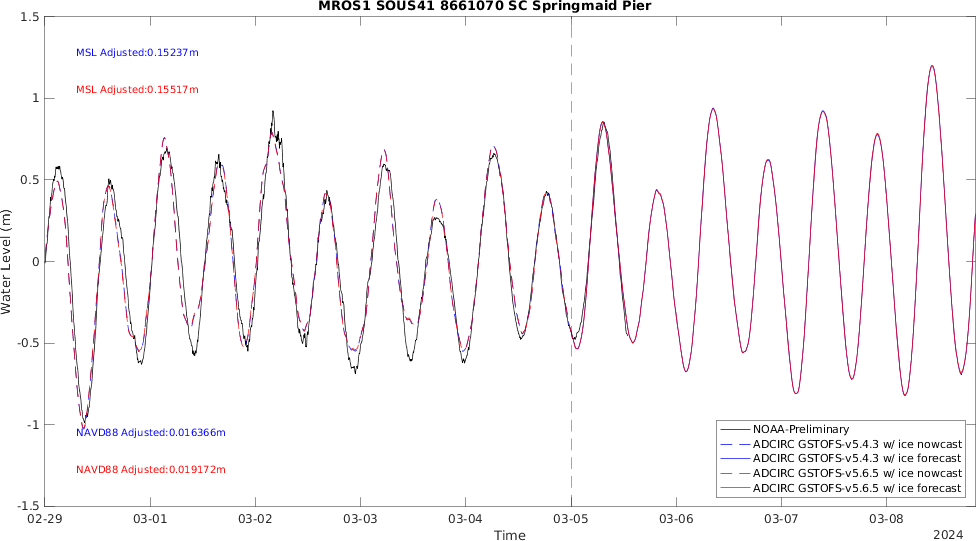 MROS1 SOUS41 8661070 SC Springmaid Pier
1.5
1
0.5
0
-0.5
-1
-1.5
Water Level (m)
MSL Adjusted:0.15237m
MSL Adjusted:0.15517m
NAVD88 Adjusted:0.016366m
NAVD88 Adjusted:0.019172m
NOAA-Preliminary
ADCIRC GSTOFS-v5.4.3 w/ ice nowcast
ADCIRC GSTOFS-v5.4.3 w/ ice forecast
ADCIRC GSTOFS-v5.6.5 w/ ice nowcast
ADCIRC GSTOFS-v5.6.5 w/ ice forecast
02-29 03-01 03-02 03-03 03-04 03-05 03-06 03-07 03-08
Time
2024